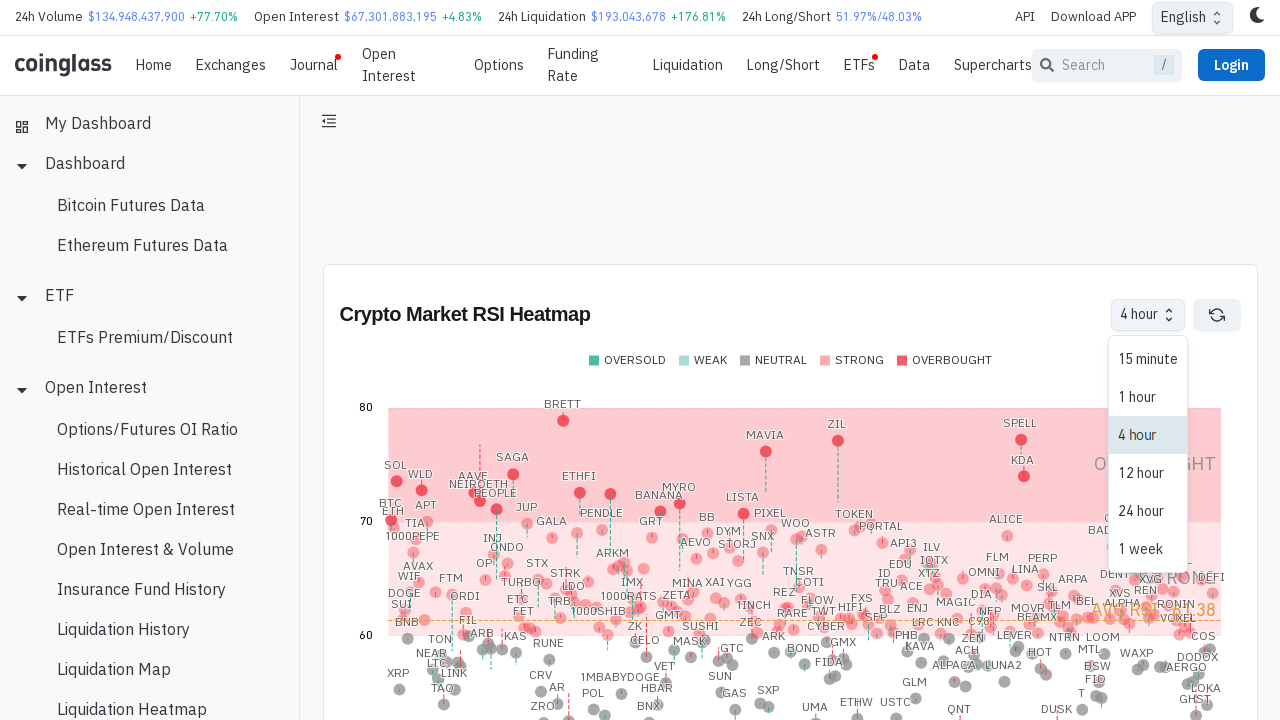 24h Volume $134,948,437,900 +77.70% Open Interest $67,301,883,195 +4.83% 24h Liquidation $193,043,678 +176.81% 24h Long/Short 51.97%/48.03% API Download APP English
coinglass Home Exchanges Journal Open Interest Options Funding Rate Liquidation Long/Short ETFs Data Supercharts Search / Login
My Dashboard
Dashboard
Bitcoin Futures Data
Ethereum Futures Data
ETF
ETFs Premium/Discount
Open Interest
Options/Futures OI Ratio
Historical Open Interest
Real-time Open Interest
Open Interest & Volume
Insurance Fund History
Liquidation History
Liquidation Map
Liquidation Heatmap
Crypto Market RSI Heatmap
4 hour
15 minute
1 hour
4 hour
12 hour
24 hour
1 week
OVERSOLD WEAK NEUTRAL STRONG OVERBOUGHT
80
BRETT
ZIL SPELL
MAVIA
SAGA KDA
SOL WLD AAVE ETHFI
NEIROETH MYRO
PEOPLE BANANA LISTA
BTC APT JUP PENDLE PIXEL TOKEN
ETH
70
TIA GALA GRT BB WOO PORTAL ALICE
1000PEPE INJ DYM SNX ASTR
ONDO ARKM AEVO STORJ API3 ILV
AVAX OP STX EDU IOTX FLM PERP
WIF FTM TURBO STRK IMX MINA XAI YGG TNSR COTI ID TRU ACE XTZ OMNI LINA SKL ARPA XVG DEFI
DOGE ORDI ETC LDO TRB 1000RATS ZETA REZ FLOW FXS MAGIC DIA BEL XVS REN
SUI FET 1000SHIB GMT 1INCH RARE TWT HIFI BLZ ENJ NFP MOVR TLM ALPHA RONIN
BNB FIL ZK SUSHI ZEC CYBER SFP LRC KNC C98 BEAMX VOXEL
60
TON ARB KAS RUNE CELO MASK ARK GMX PHB ZEN LEVER NTRN LOOM COS
NEAR GTC BOND KAVA ACH HOT MTL WAXP DODOX
LTC LINK VET FIDA ALPACA LUNA2 AERGO
XRP CRV 1MBABYDOGE SUN GLM FIO
TAO AR POL HBAR GAS SXP T LOKA
ZRO BNX UMA ETHW USTC QNT DUSK GHST